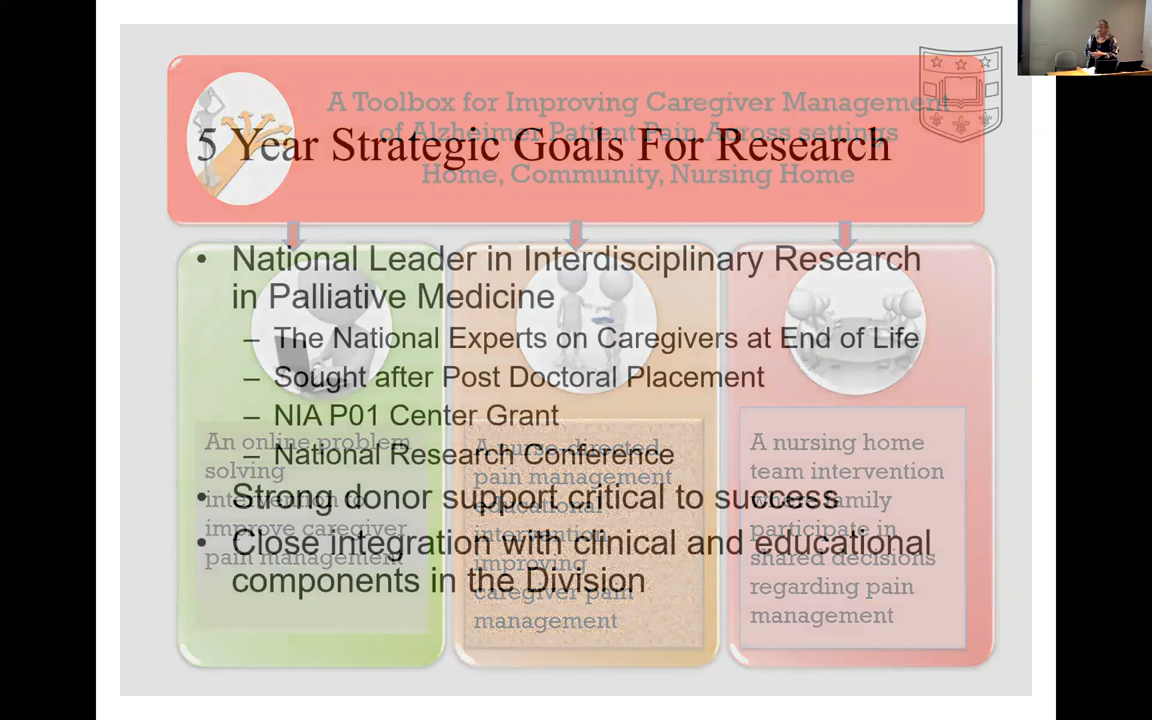 A Toolbox for Improving Caregiver Management
of Alzheimer Patient Pain Across settings
Home, Community, Nursing Home
5 Year Strategic Goals For Research
• National Leader in Interdisciplinary Research
in Palliative Medicine
– The National Experts on Caregivers at End of Life
– Sought after Post Doctoral Placement
– NIA P01 Center Grant
– National Research Conference
• Strong donor support critical to success
• Close integration with clinical and educational
components in the Division
An online problem
solving
intervention to
improve caregiver
pain management
A nurse directed
pain management
educational
intervention
improving
caregiver pain
management
A nursing home
team intervention
where family
participate in
shared decisions
regarding pain
management